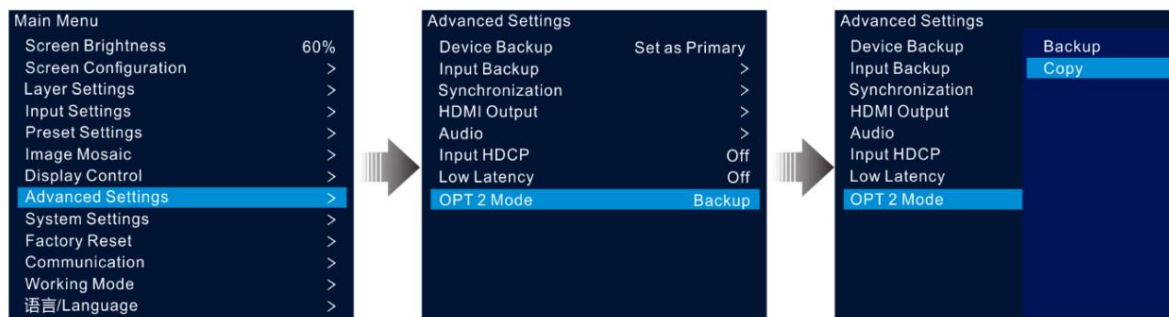 Main Menu
Screen Brightness 60%
Screen Configuration >
Layer Settings >
Input Settings >
Preset Settings >
Image Mosaic >
Display Control >
Advanced Settings >
System Settings >
Factory Reset >
Communication >
Working Mode >
语言/Language >
Advanced Settings
Device Backup Set as Primary
Input Backup >
Synchronization >
HDMI Output >
Audio >
Input HDCP Off
Low Latency Off
OPT 2 Mode Backup
Advanced Settings
Device Backup
Input Backup
Synchronization
HDMI Output
Audio
Input HDCP
Low Latency
OPT 2 Mode
Backup
Copy